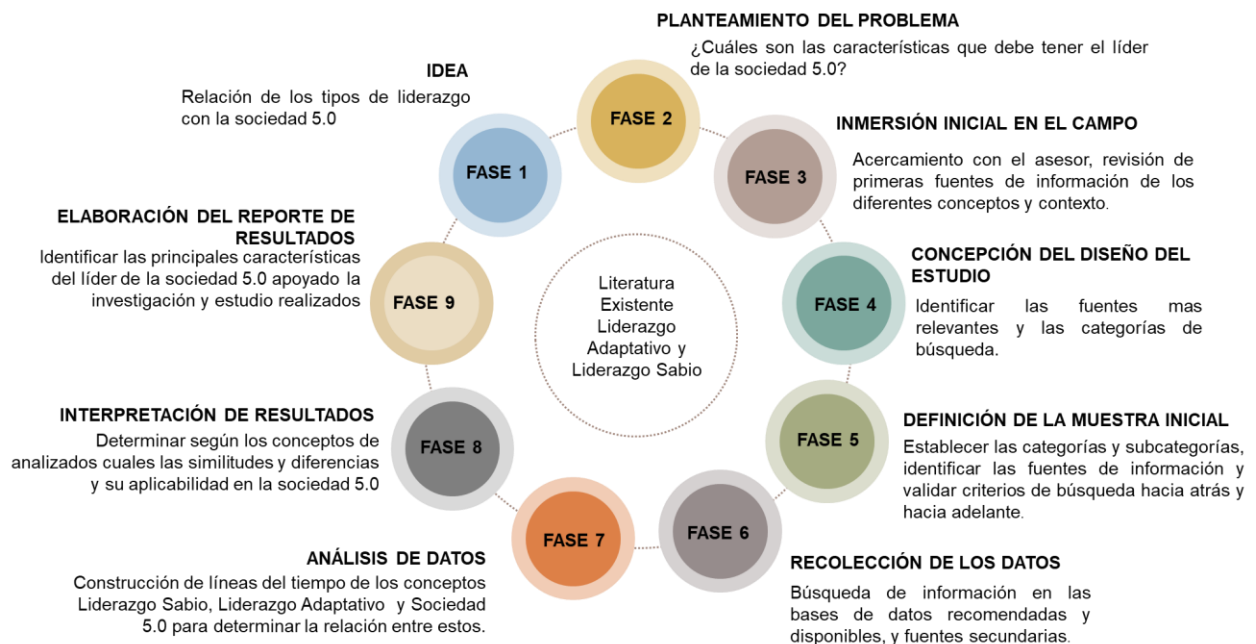 IDEA
Relación de los tipos de liderazgo
con la sociedad 5.0
FASE 1
PLANTEAMIENTO DEL PROBLEMA
¿Cuáles son las características que debe tener el líder
de la sociedad 5.0?
FASE 2
INMERSIÓN INICIAL EN EL CAMPO
Acercamiento con el asesor, revisión de
primeras fuentes de información de los
diferentes conceptos y contexto.
FASE 3
CONCEPCIÓN DEL DISEÑO DEL
ESTUDIO
Identificar las fuentes mas
relevantes y las categorías de
búsqueda.
FASE 4
DEFINICIÓN DE LA MUESTRA INICIAL
Establecer las categorías y subcategorías,
identificar las fuentes de información y
validar criterios de búsqueda hacia atrás y
hacia adelante.
FASE 5
RECOLECCIÓN DE LOS DATOS
Búsqueda de información en las
bases de datos recomendadas y
disponibles, y fuentes secundarias.
FASE 6
ANÁLISIS DE DATOS
Construcción de líneas del tiempo de los conceptos
Liderazgo Sabio, Liderazgo Adaptativo y Sociedad
5.0 para determinar la relación entre estos.
FASE 7
INTERPRETACIÓN DE RESULTADOS
Determinar según los conceptos de
analizados cuales las similitudes y diferencias
y su aplicabilidad en la sociedad 5.0
FASE 8
ELABORACIÓN DEL REPORTE DE
RESULTADOS
Identificar las principales características
del líder de la sociedad 5.0 apoyado la
investigación y estudio realizados
FASE 9
Literatura
Existente
Liderazgo
Adaptativo y
Liderazgo Sabio